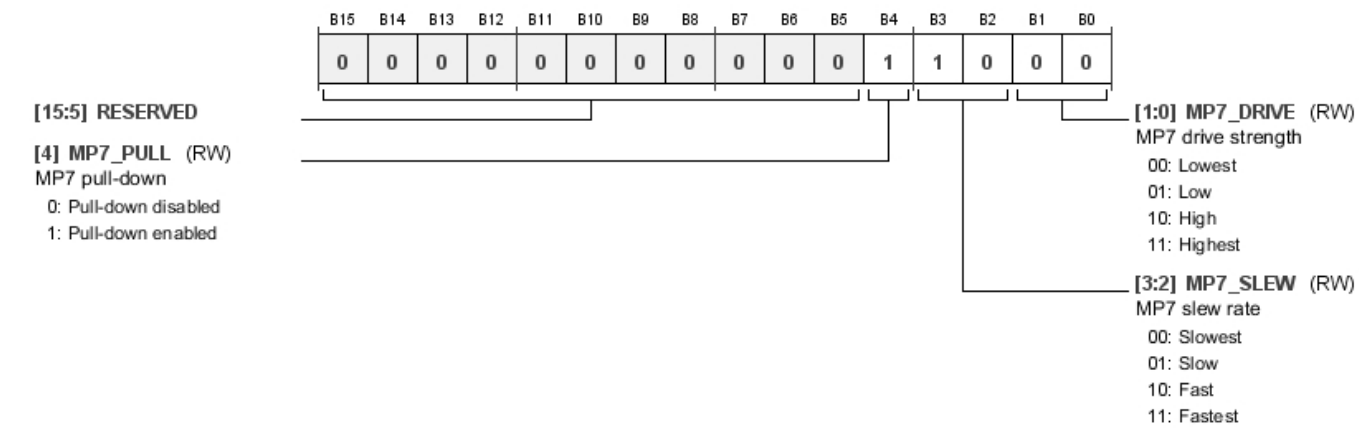 B15 B14 B13 B12 B11 B10 B9 B8 B7 B6 B5 B4 B3 B2 B1 B0
0 0 0 0 0 0 0 0 0 0 0 1 1 0 0 0
[15:5] RESERVED
[4] MP7_PULL (RW)
MP7 pull-down
0: Pull-down disabled
1: Pull-down enabled
[1:0] MP7_DRIVE (RW)
MP7 drive strength
00: Lowest
01: Low
10: High
11: Highest
[3:2] MP7_SLEW (RW)
MP7 slew rate
00: Slowest
01: Slow
10: Fast
11: Fastest